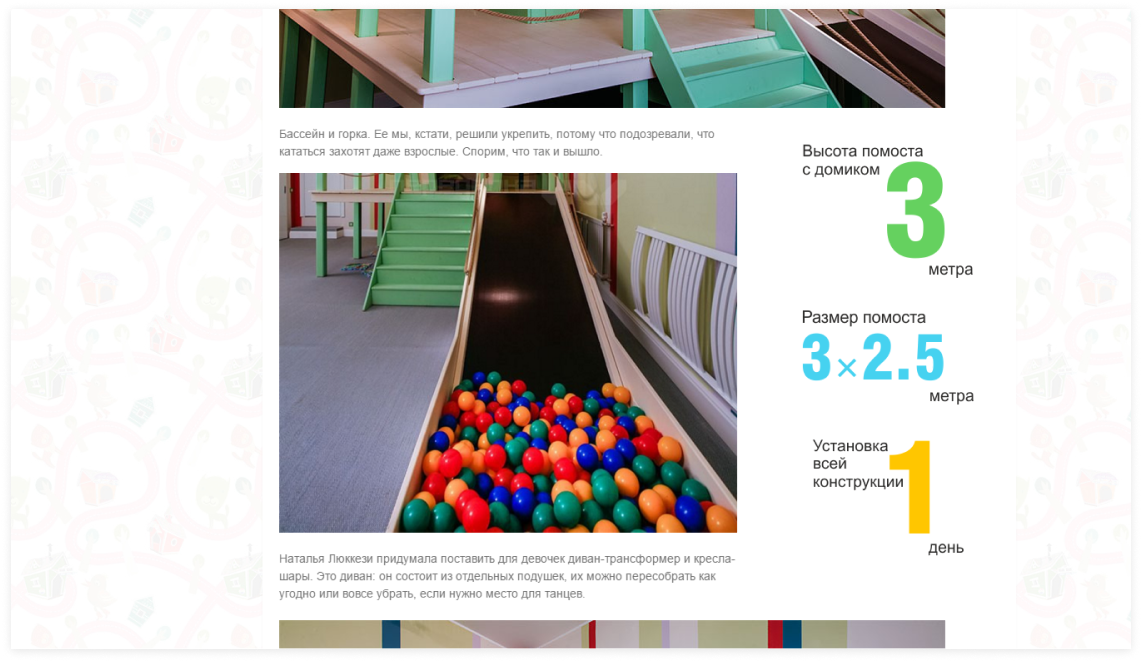 Бассейн и горка. Ее мы, кстати, решили укрепить, потому что подозревали, что
кататься захотят даже взрослые. Спорим, что так и вышло.
Высота помоста
с домиком
3
метра
Размер помоста
3×2.5
метра
Установка
всей
конструкции
1
день
Наталья Люккези придумала поставить для девочек диван-трансформер и кресла-
шары. Это диван: он состоит из отдельных подушек, их можно пересобрать как
угодно или вовсе убрать, если нужно место для танцев.